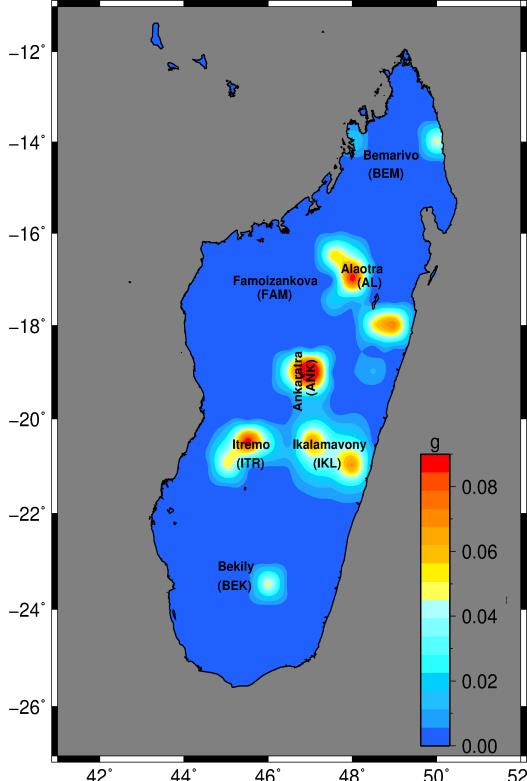 −12˚
−14˚
Bemarivo
(BEM)
−16˚
Alaotra
(AL)
Famoizankova
(FAM)
−18˚
Ankaratra
(ANK)
−20˚
Itremo
(ITR)
Ikalamavony
(IKL)
g
0.08
−22˚
0.06
Bekily
(BEK)
−24˚
0.04
0.02
−26˚
0.00
42˚
44˚
46˚
48˚
50˚
52